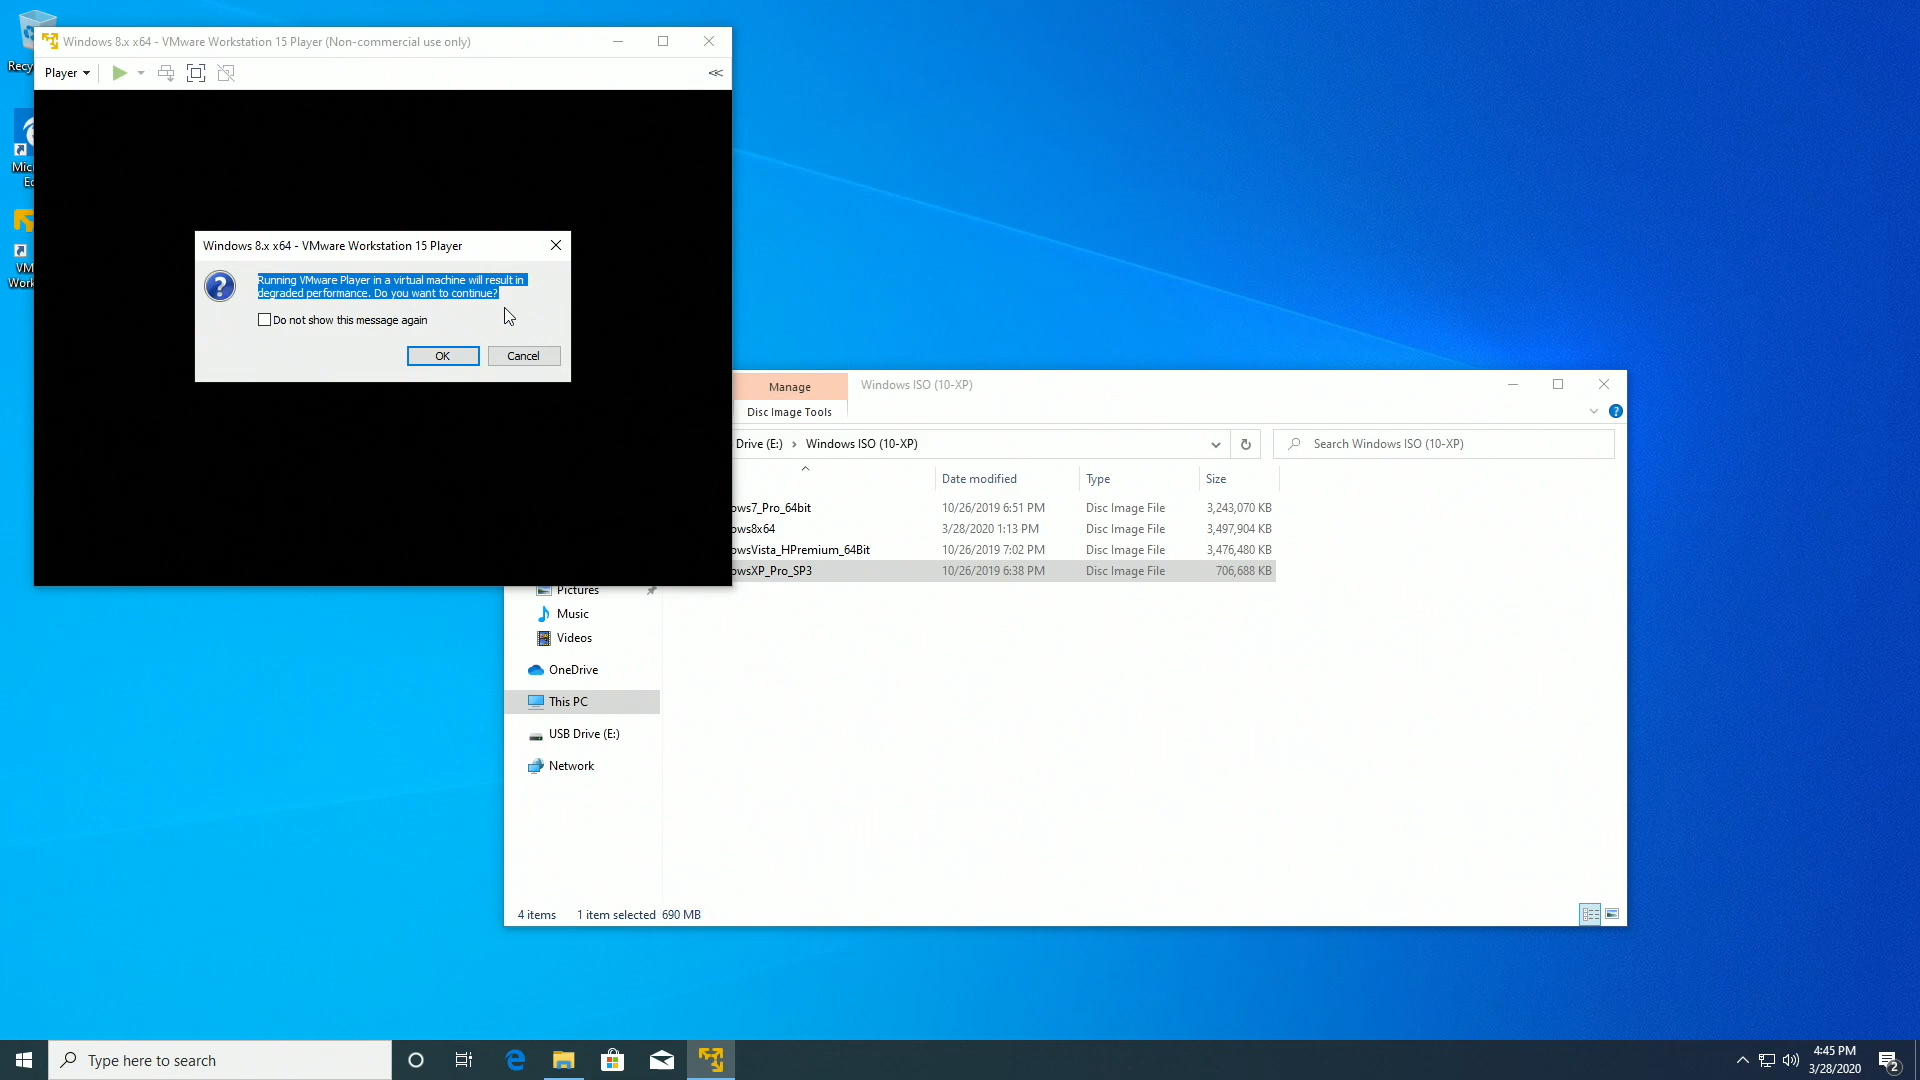 Recy
Mic
Ec
VM
Work
Windows 8.x x64 - VMware Workstation 15 Player (Non-commercial use only)
Player
Windows 8.x x64 - VMware Workstation 15 Player
Running VMware Player in a virtual machine will result in
degraded performance. Do you want to continue?
Do not show this message again
OK
Cancel
Manage
Windows ISO (10-XP)
Disc Image Tools
Drive (E:) > Windows ISO (10-XP)
Search Windows ISO (10-XP)
Date modified
Type
Size
ows7_Pro_64bit 10/26/2019 6:51 PM Disc Image File 3,243,070 KB
ows8x64 3/28/2020 1:13 PM Disc Image File 3,497,904 KB
owsVista_HPremium_64Bit 10/26/2019 7:02 PM Disc Image File 3,476,480 KB
owsXP_Pro_SP3 10/26/2019 6:38 PM Disc Image File 706,688 KB
Pictures
Music
Videos
OneDrive
This PC
USB Drive (E:)
Network
4 items 1 item selected 690 MB
Type here to search
4:45 PM
3/28/2020
2